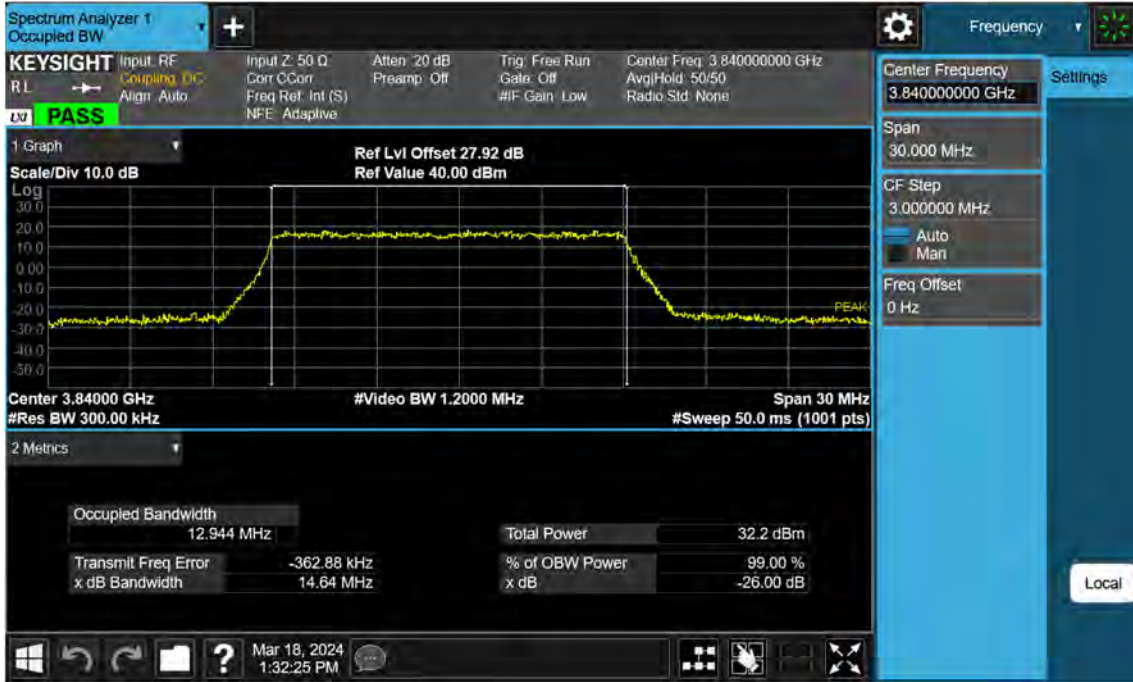 Spectrum Analyzer 1
Occupied BW
+
Frequency
KEYSIGHT
RL
Input: RF
Coupling: DC
Align: Auto
Input Z: 50 Ω
Corr CCorr
Freq Ref: Int (S)
NFE: Adaptive
Atten: 20 dB
Preamp: Off
Trig: Free Run
Gate: Off
#IF Gain: Low
Center Freq: 3.840000000 GHz
Avg|Hold: 50/50
Radio Std: None
LXI
PASS
Center Frequency
3.840000000 GHz
Settings
Span
30.000 MHz
CF Step
3.000000 MHz
Auto
Man
Freq Offset
0 Hz
1 Graph
Scale/Div 10.0 dB
Ref Lvl Offset 27.92 dB
Ref Value 40.00 dBm
Log
30.0
20.0
10.0
0.00
-10.0
-20.0
-30.0
-40.0
-50.0
PEAK
Center 3.84000 GHz
#Video BW 1.2000 MHz
Span 30 MHz
#Res BW 300.00 kHz
#Sweep 50.0 ms (1001 pts)
2 Metrics
Occupied Bandwidth
12.944 MHz
Total Power 32.2 dBm
Transmit Freq Error -362.88 kHz
% of OBW Power 99.00 %
x dB Bandwidth 14.64 MHz
x dB -26.00 dB
Local
?
Mar 18, 2024
1:32:25 PM